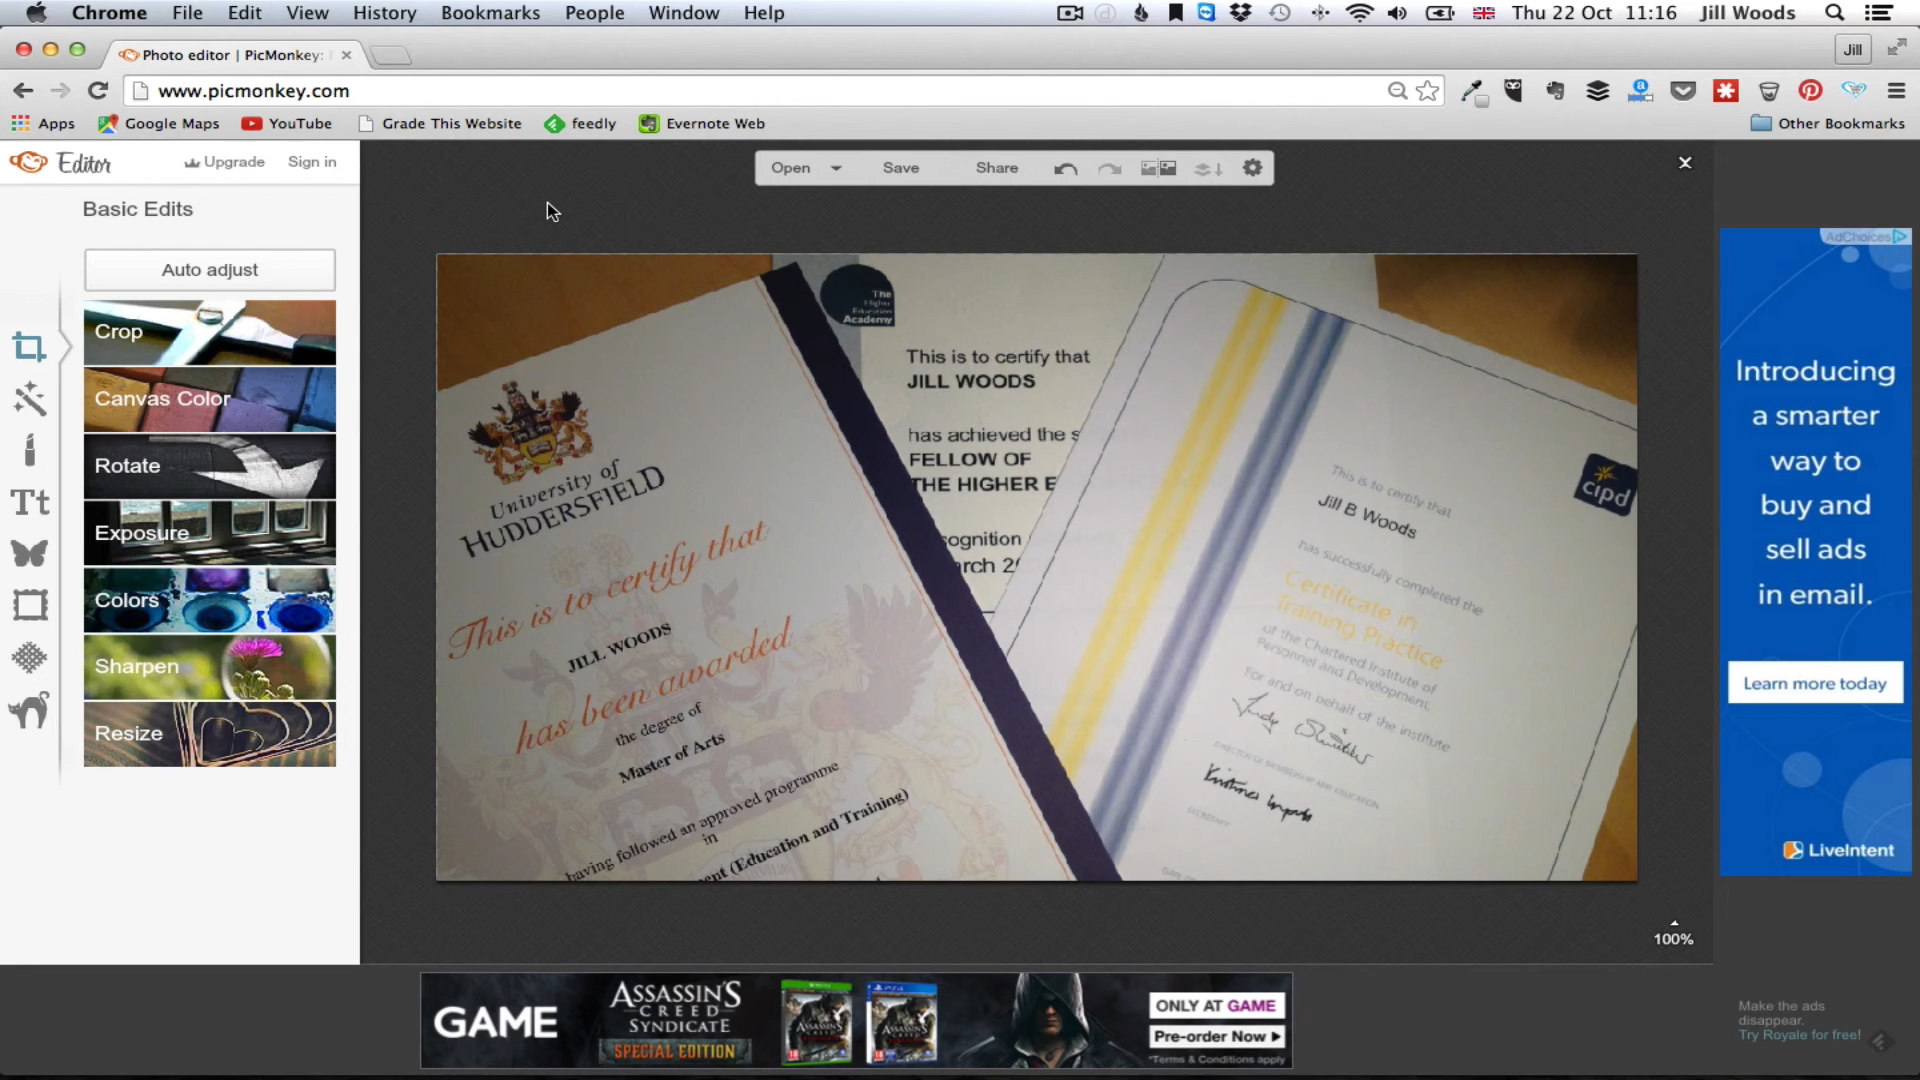 Chrome File Edit View History Bookmarks People Window Help Thu 22 Oct 11:16 Jill Woods
Photo editor | PicMonkey: Jill
www.picmonkey.com
Apps Google Maps YouTube Grade This Website feedly Evernote Web Other Bookmarks
Editor Upgrade Sign in
Open Save Share
Basic Edits
Auto adjust
Crop
Canvas Color
Rotate
Exposure
Colors
Sharpen
Resize
University of
HUDDERSFIELD
This is to certify that
JILL WOODS
has been awarded
the degree of
Master of Arts
having followed an approved programme
in
(Education and Training)
The
Higher
Education
Academy
This is to certify that
JILL WOODS
has achieved the s
FELLOW OF
THE HIGHER E
cipd
This is to certify that
Jill B Woods
has successfully completed the
Certificate in
Training Practice
of the Chartered Institute of
Personnel and Development.
For and on behalf of the institute
DIRECTOR OF MEMBERSHIP AND EDUCATION
SECRETARY
100%
AdChoices
Introducing
a smarter
way to
buy and
sell ads
in email.
Learn more today
LiveIntent
GAME
ASSASSIN'S
CREED
SYNDICATE
SPECIAL EDITION
ONLY AT GAME
Pre-order Now
*Terms & Conditions apply
Make the ads
disappear.
Try Royale for free!